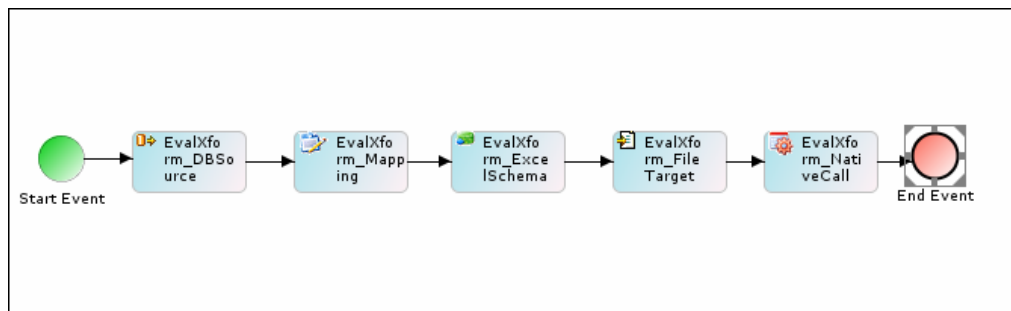 EvalXfo
rm_DBSo
urce
EvalXfo
rm_Mapp
ing
EvalXfo
rm_Exce
lSchema
EvalXfo
rm_File
Target
EvalXfo
rm_Nati
veCall
Start Event
End Event